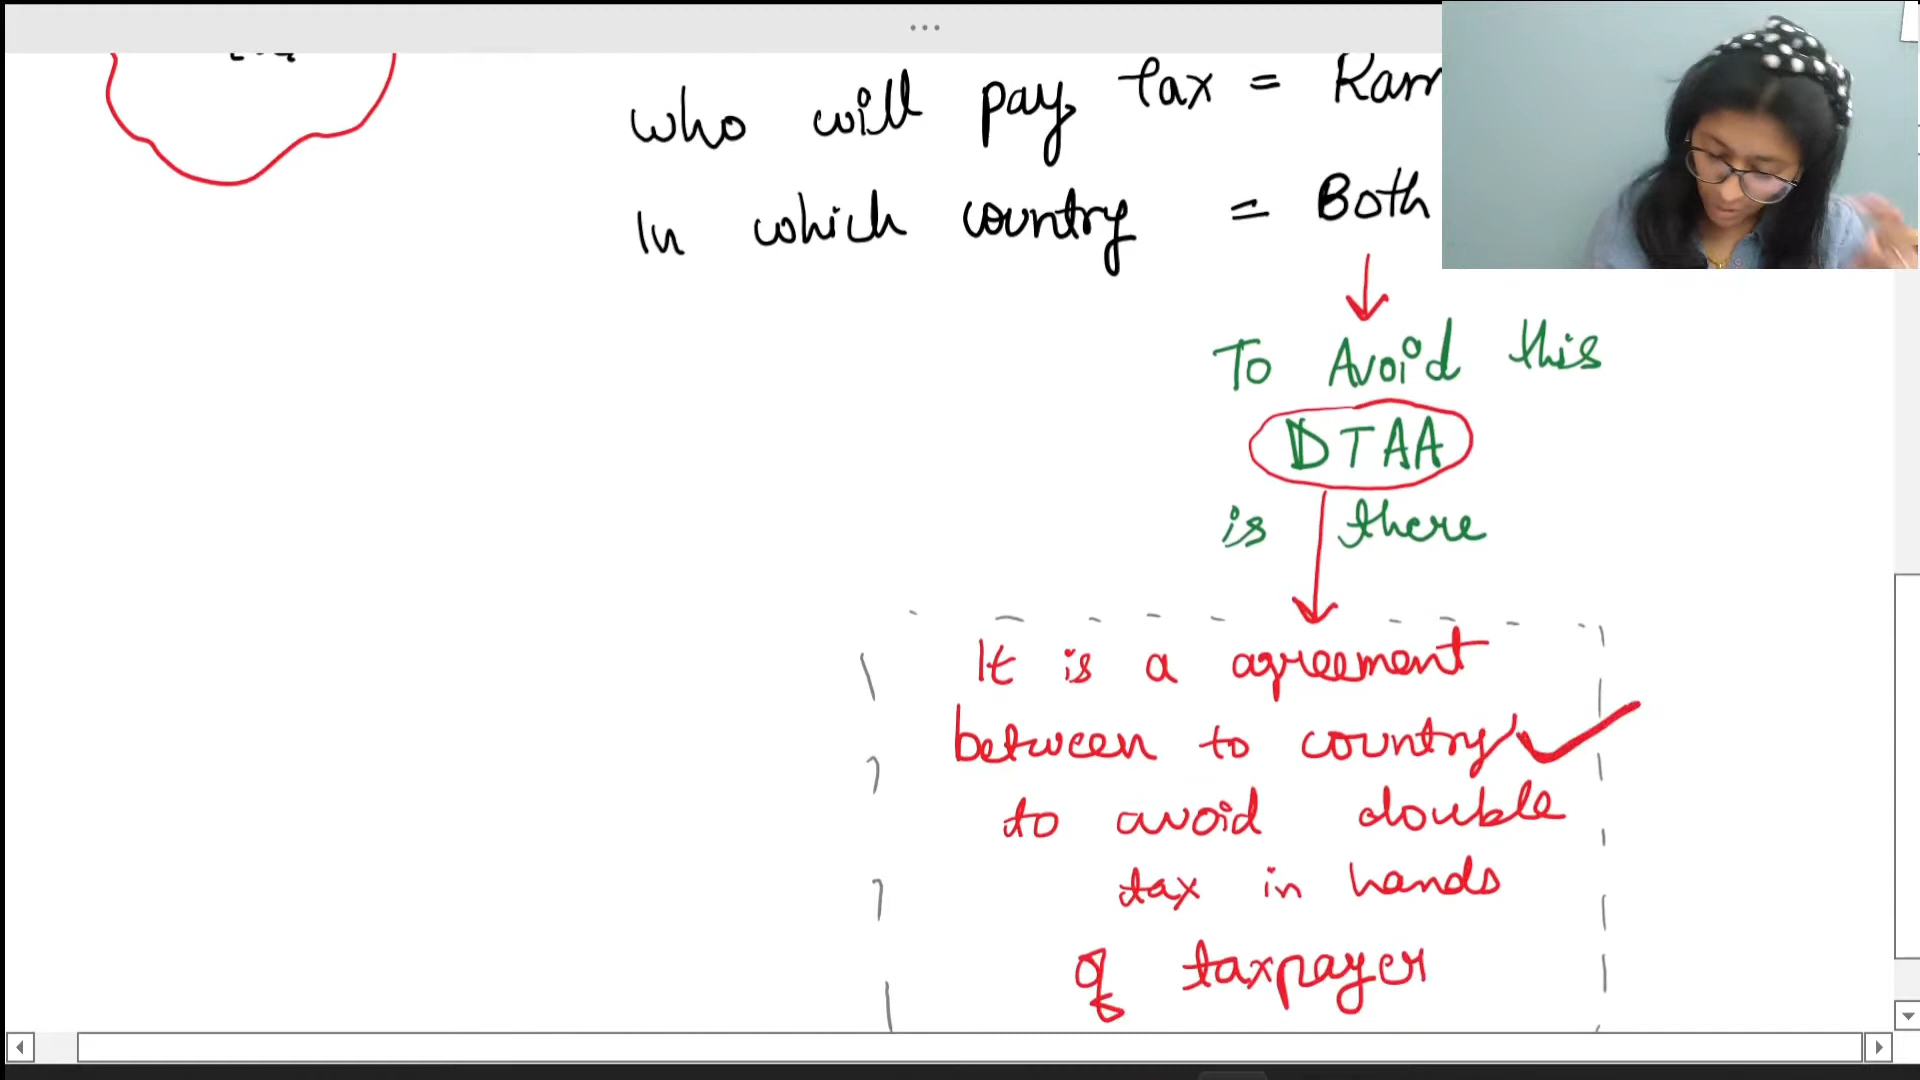 who will pay tax = Ram
In which country = Both
To Avoid this
DTAA
is there
It is a agreement
between to country
to avoid double
tax in hands
of taxpayer